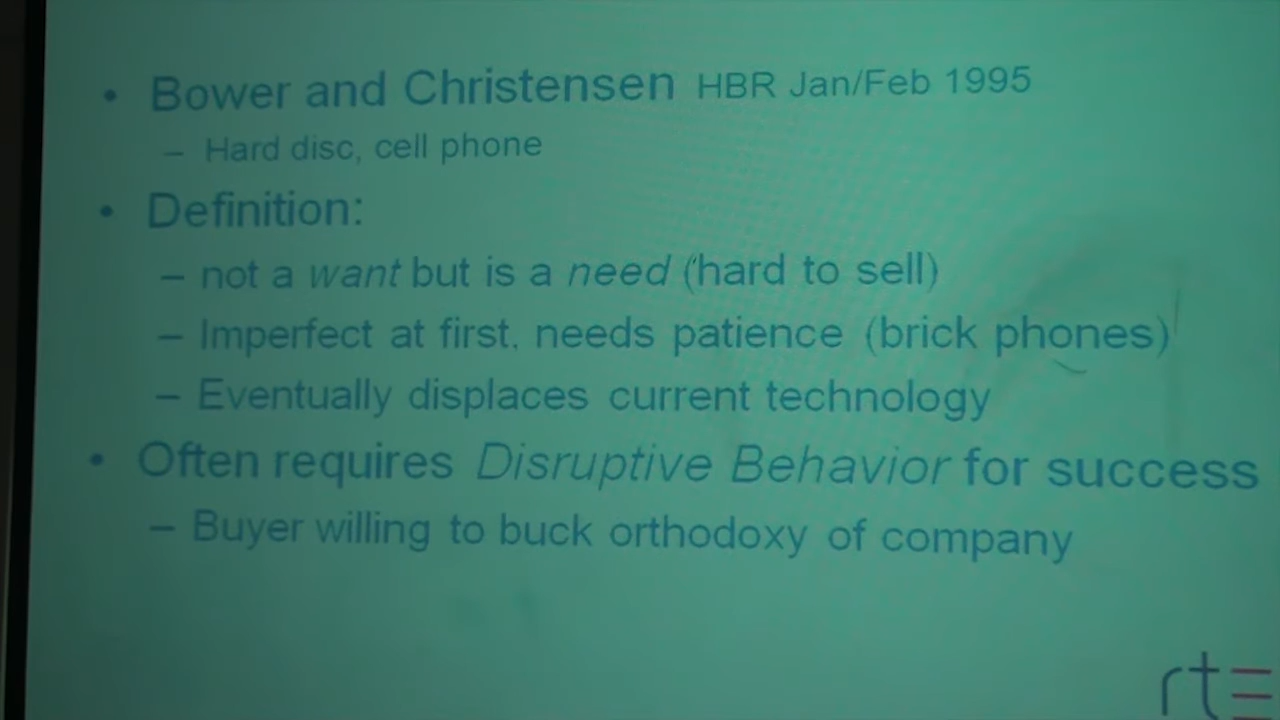 • Bower and Christensen HBR Jan/Feb 1995
– Hard disc, cell phone
• Definition:
– not a want but is a need (hard to sell)
– Imperfect at first, needs patience (brick phones)
– Eventually displaces current technology
• Often requires Disruptive Behavior for success
– Buyer willing to buck orthodoxy of company
rt